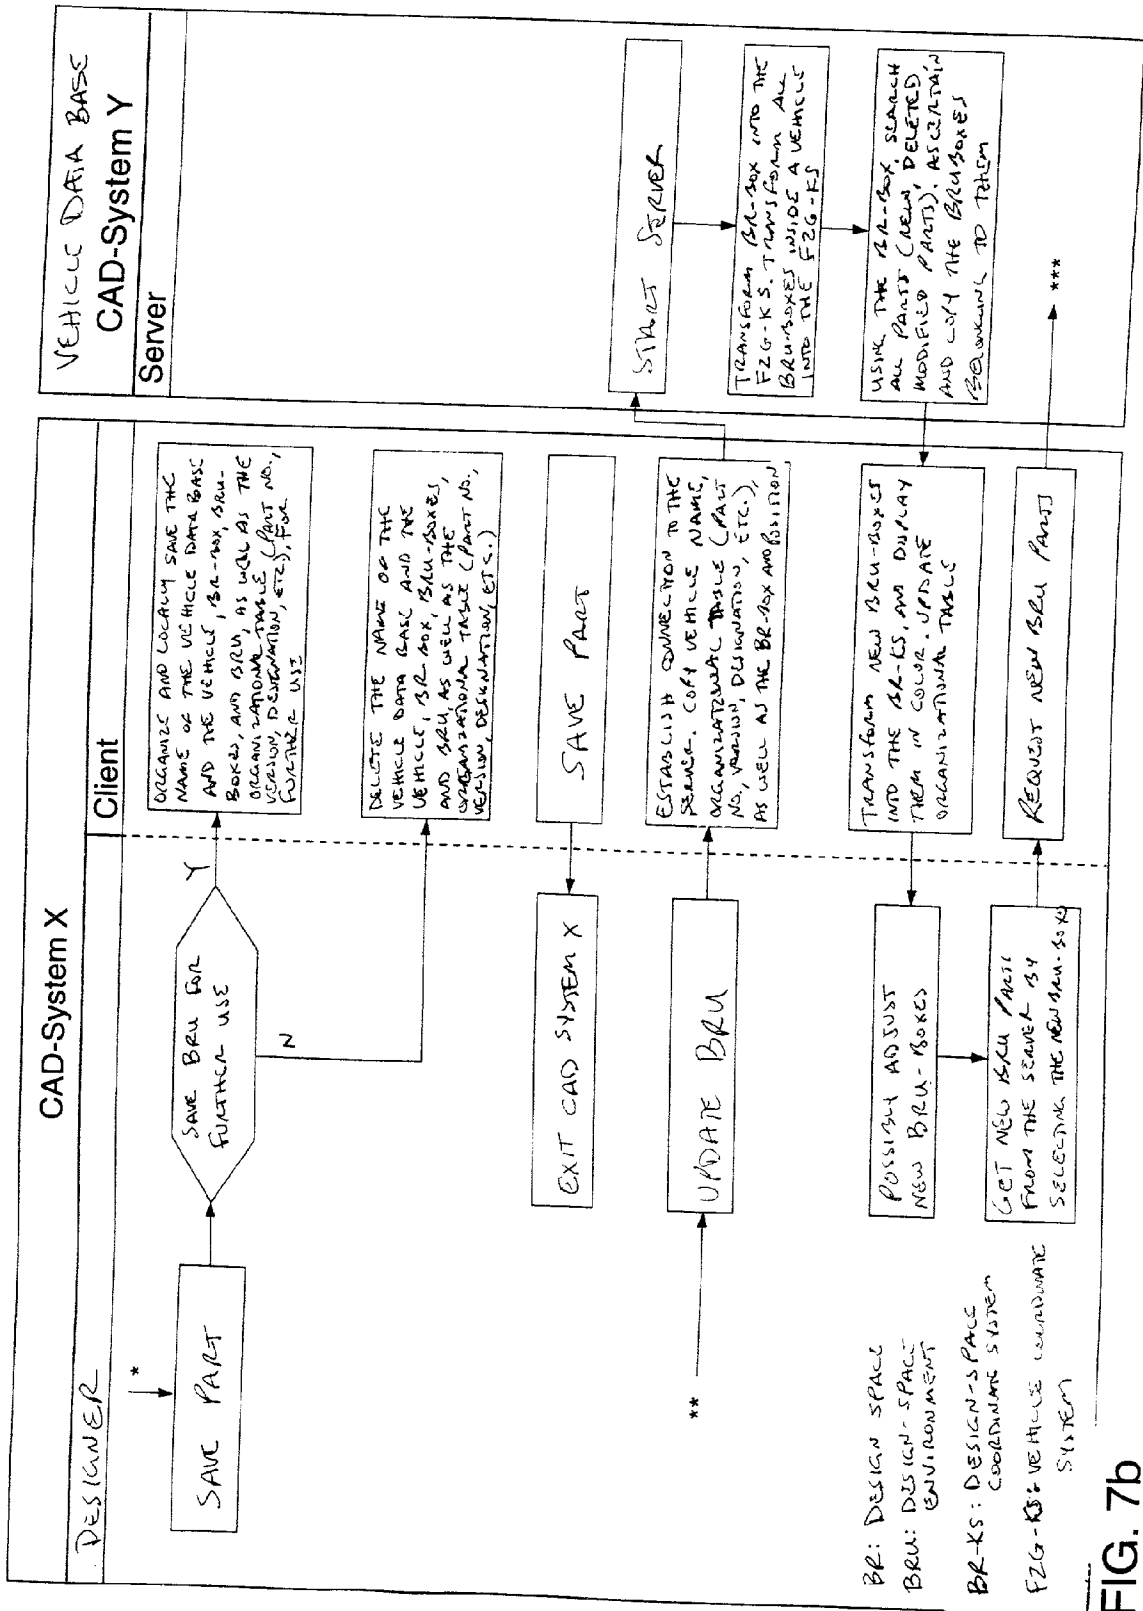 VEHICLE DATA BASE
CAD-System X
CAD-System Y
DESIGNER
Client
Server
*
SAVE PART
SAVE BRU FOR
FURTHER USE
Y
N
ORGANIZE AND LOCALLY SAVE THE
NAME OF THE VEHICLE DATA BASE
AND THE VEHICLE, BR-BOX, BRU-
BOXES, AND BRU, AS WELL AS THE
ORGANIZATIONAL TABLE (PART NO.,
VERSION, DESIGNATION, ETC.), FOR
FURTHER USE
DELETE THE NAME OF THE
VEHICLE DATA BASE AND THE
VEHICLE, BR-BOX, BRU-BOXES,
AND BRU, AS WELL AS THE
ORGANIZATIONAL TABLE (PART NO.,
VERSION, DESIGNATION, ETC.)
SAVE PART
EXIT CAD SYSTEM X
**
UPDATE BRU
ESTABLISH CONNECTION TO THE
SERVER. COPY VEHICLE NAME,
ORGANIZATIONAL TABLE (PART
NO., VERSION, DESIGNATION, ETC.),
AS WELL AS THE BR-BOX AND POSITION
START SERVER
TRANSFORM BR-BOX INTO THE
FZG-KS. TRANSFORM ALL
BRU-BOXES INSIDE A VEHICLE
INTO THE FZG-KS
USING THE BR-BOX, SEARCH
ALL PARTS (NEW, DELETED,
MODIFIED PARTS), ASCERTAIN
AND COPY THE BRU BOXES
BELONGING TO THEM
TRANSFORM NEW BRU-BOXES
INTO THE BR-KS, AND DISPLAY
THEM IN COLOR. UPDATE
ORGANIZATIONAL TABLE
POSSIBLY ADJUST
NEW BRU-BOXES
GET NEW BRU PARTS
FROM THE SERVER BY
SELECTING THE NEW BRU-BOXES
REQUEST NEW BRU PARTS
***
BR: DESIGN SPACE
BRU: DESIGN-SPACE
ENVIRONMENT
BR-KS: DESIGN-SPACE
COORDINATE SYSTEM
FZG-KS: VEHICLE COORDINATE
SYSTEM
FIG. 7b